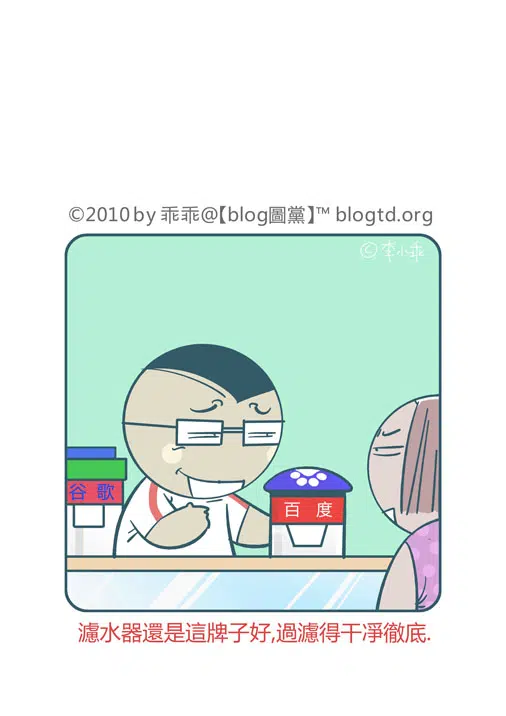 ©2010 by 乖乖@【blog圖黨】™ blogtd.org
©李小乖
谷 歌
百 度
濾水器還是這牌子好,過濾得干凈徹底.